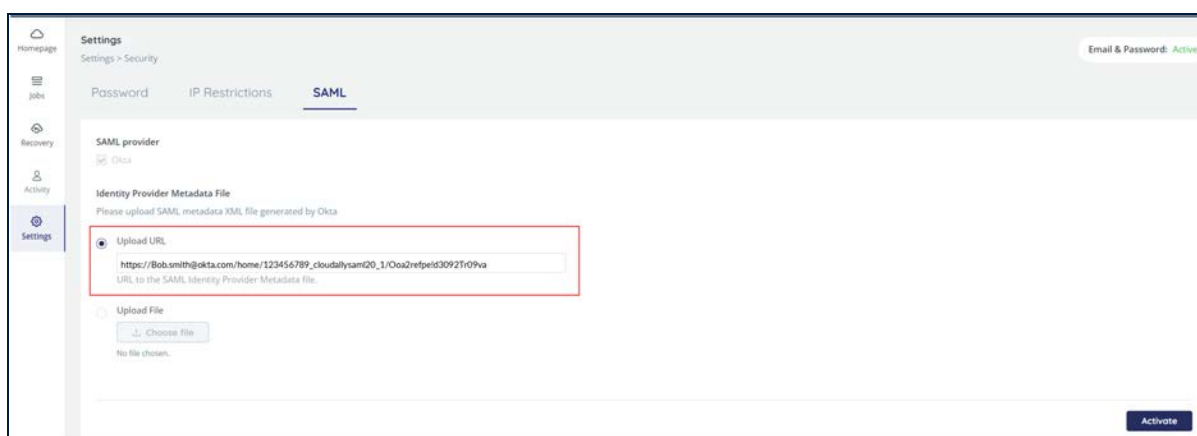 Homepage
Jobs
Recovery
Activity
Settings
Settings
Settings > Security
Email & Password: Active
Password IP Restrictions SAML
SAML provider
Okta
Identity Provider Metadata File
Please upload SAML metadata XML file generated by Okta
Upload URL
https://Bob.smith@okta.com/home/123456789_cloudallysaml20_1/Ooa2refpeld3092Tr09va
URL to the SAML Identity Provider Metadata file.
Upload File
Choose file
No file chosen.
Activate